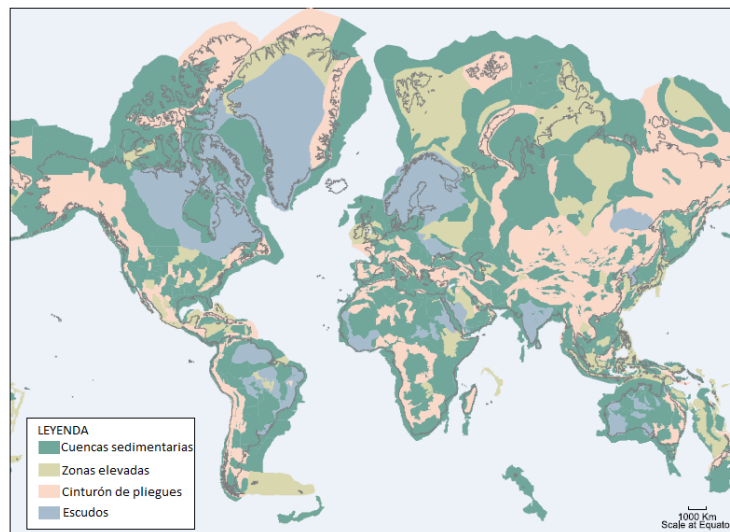 LEYENDA
Cuencas sedimentarias
Zonas elevadas
Cinturón de pliegues
Escudos
1000 Km
Scale at Equato